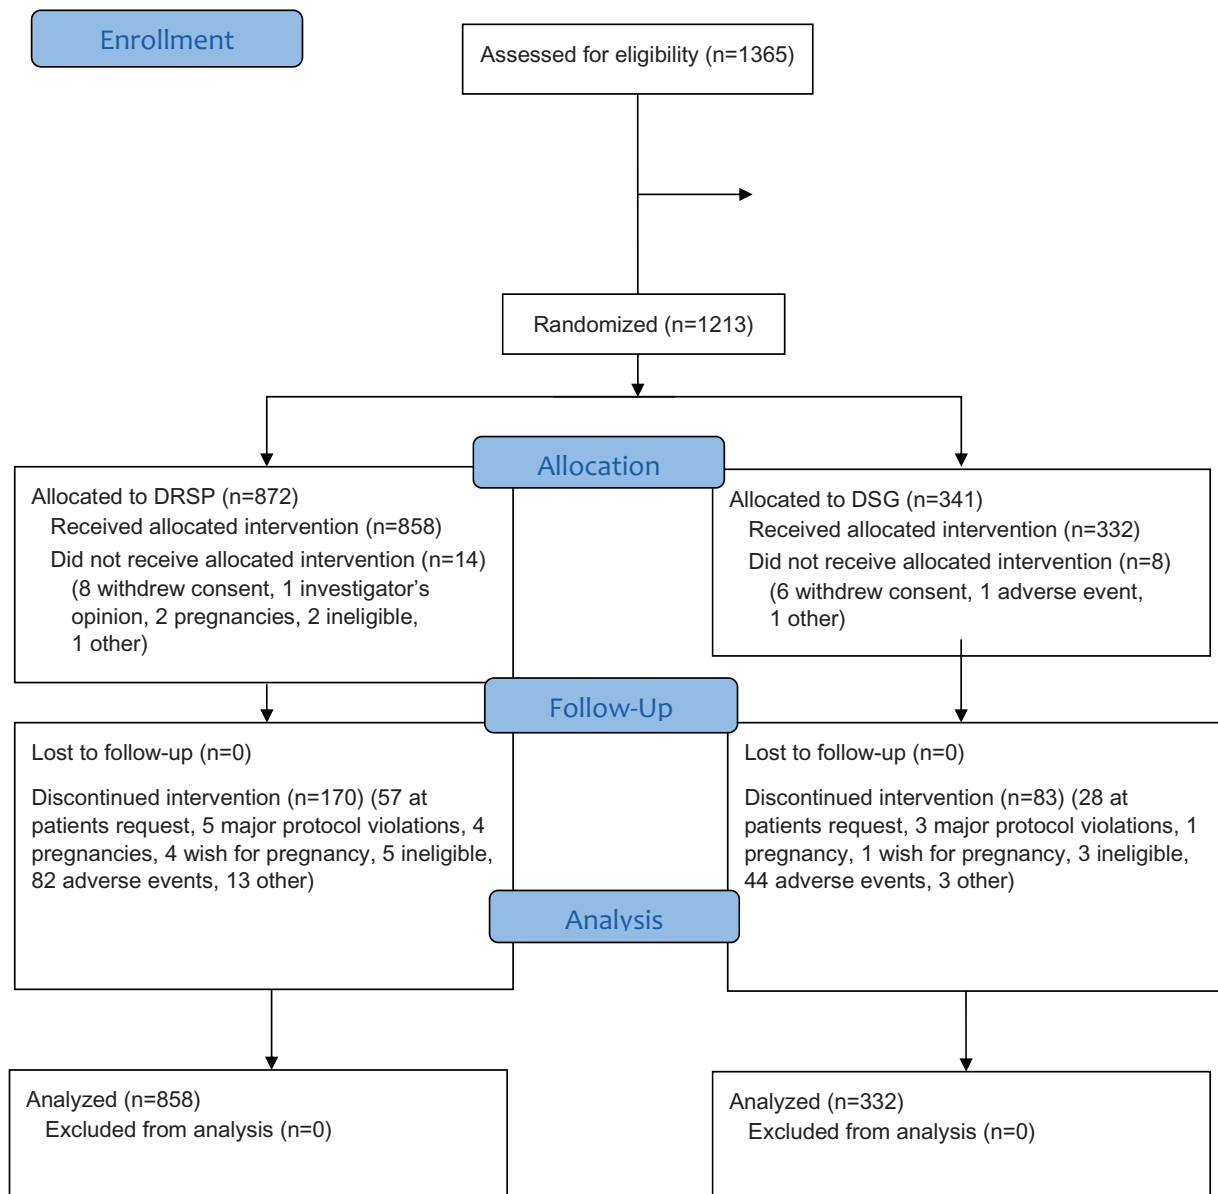 Enrollment
Assessed for eligibility (n=1365)
Randomized (n=1213)
Allocation
Allocated to DRSP (n=872)
Received allocated intervention (n=858)
Did not receive allocated intervention (n=14)
(8 withdrew consent, 1 investigator’s
opinion, 2 pregnancies, 2 ineligible,
1 other)
Allocated to DSG (n=341)
Received allocated intervention (n=332)
Did not receive allocated intervention (n=8)
(6 withdrew consent, 1 adverse event,
1 other)
Follow-Up
Lost to follow-up (n=0)
Discontinued intervention (n=170) (57 at
patients request, 5 major protocol violations, 4
pregnancies, 4 wish for pregnancy, 5 ineligible,
82 adverse events, 13 other)
Lost to follow-up (n=0)
Discontinued intervention (n=83) (28 at
patients request, 3 major protocol violations, 1
pregnancy, 1 wish for pregnancy, 3 ineligible,
44 adverse events, 3 other)
Analysis
Analyzed (n=858)
Excluded from analysis (n=0)
Analyzed (n=332)
Excluded from analysis (n=0)